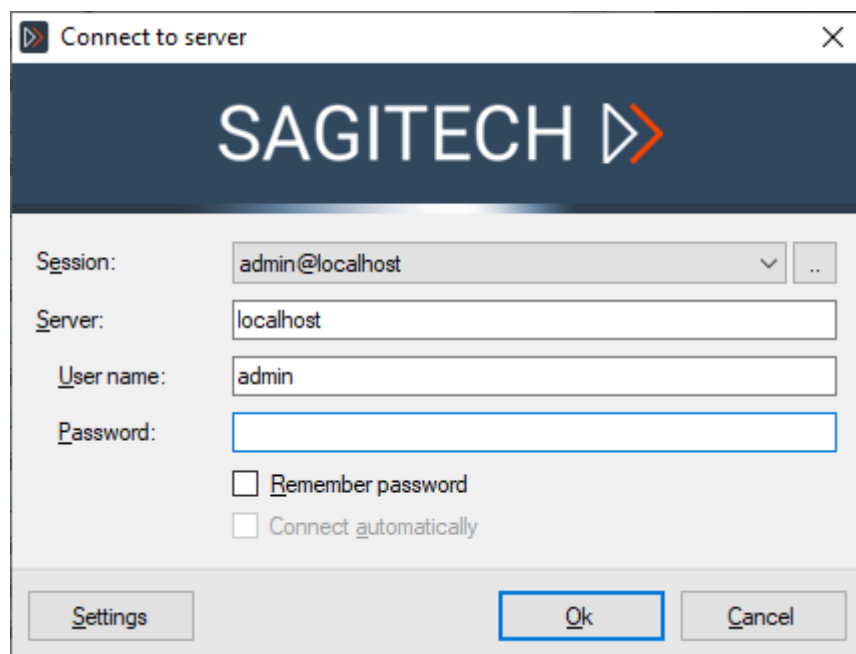 Connect to server
SAGITECH
Session: admin@localhost ..
Server: localhost
User name: admin
Password:
Remember password
Connect automatically
Settings Ok Cancel